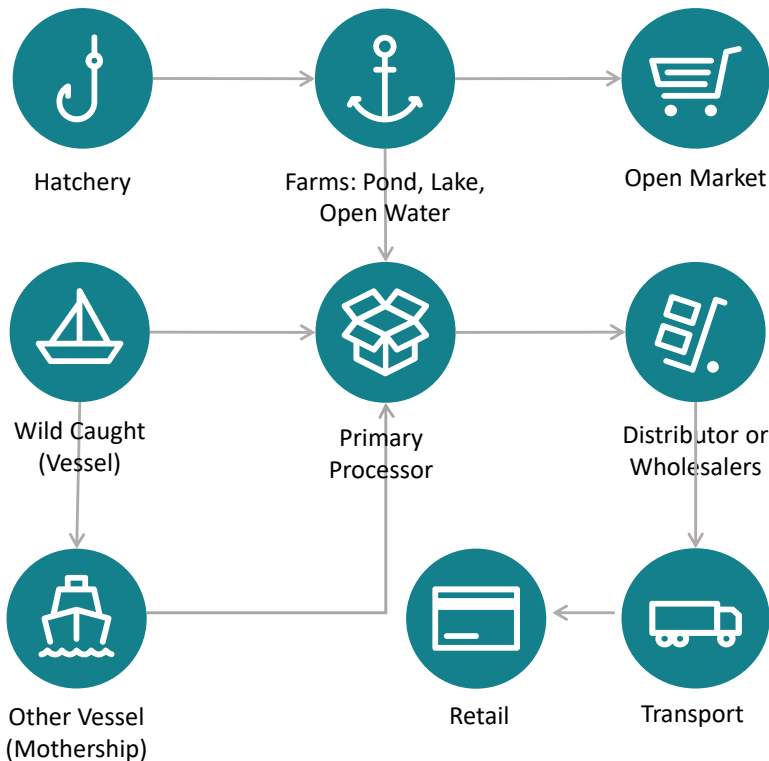 Hatchery
Farms: Pond, Lake,
Open Water
Open Market
Wild Caught
(Vessel)
Primary
Processor
Distributor or
Wholesalers
Other Vessel
(Mothership)
Retail
Transport